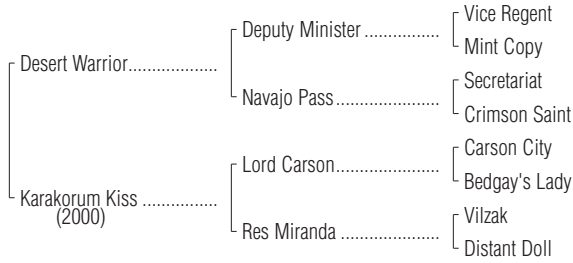 Vice Regent
Deputy Minister ..................
Mint Copy
Desert Warrior.....................
Secretariat
Navajo Pass.........................
Crimson Saint
Carson City
Lord Carson.........................
Bedgay's Lady
Karakorum Kiss ..................
(2000)
Vilzak
Res Miranda .......................
Distant Doll